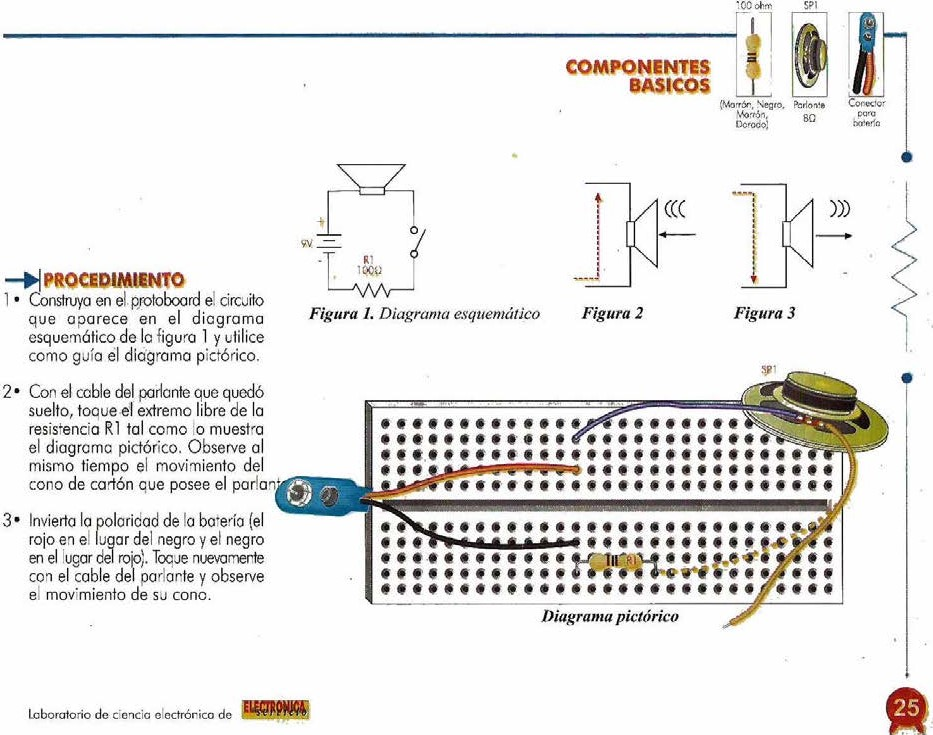 100 ohm
SP1
COMPONENTES
BASICOS
(Marrón, Negro,
Marrón,
Dorado)
Parlante
8Ω
Conector
para
batería
9V
+
-
R1
100Ω
Figura 1. Diagrama esquemático
Figura 2
Figura 3
PROCEDIMIENTO
1• Construya en el protoboard el circuito
que aparece en el diagrama
esquemático de la figura 1 y utilice
como guía el diagrama pictórico.
2• Con el cable del parlante que quedó
suelto, toque el extremo libre de la
resistencia R1 tal como lo muestra
el diagrama pictórico. Observe al
mismo tiempo el movimiento del
cono de cartón que posee el parlant
3• Invierta la polaridad de la batería (el
rojo en el lugar del negro y el negro
en el lugar del rojo). Toque nuevamente
con el cable del parlante y observe
el movimiento de su cono.
SP1
R1
Diagrama pictórico
Laboratorio de ciencia electrónica de
ELECTRONICA
servicio
25